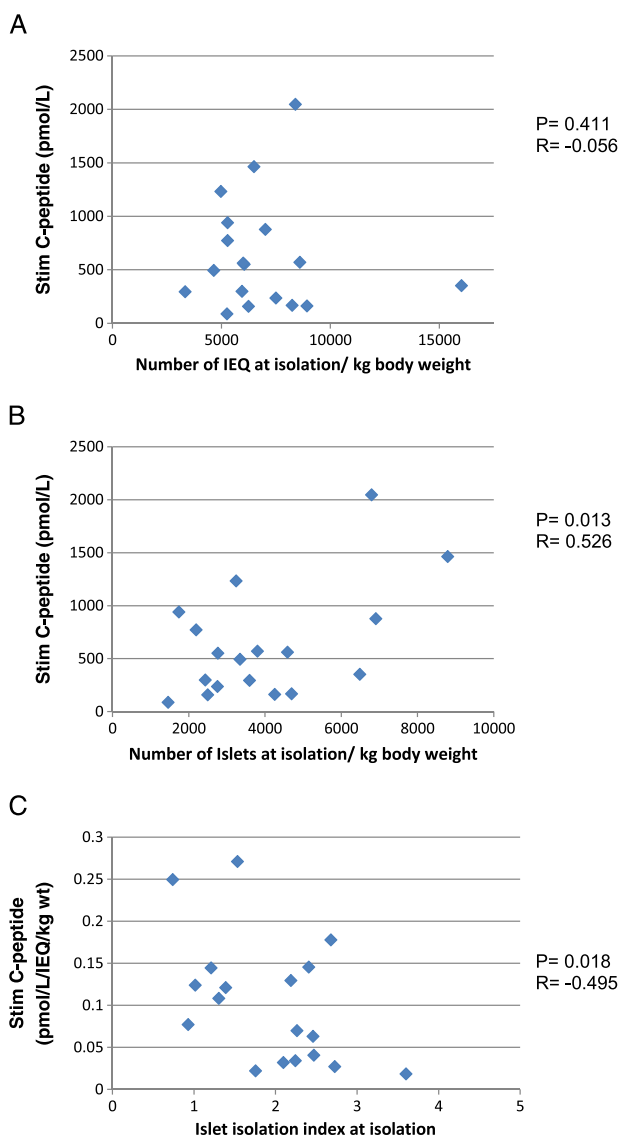 A
Stim C-peptide (pmol/L)
2500
2000
1500
1000
500
0
0 5000 10000 15000
Number of IEQ at isolation/ kg body weight
P= 0.411
R= -0.056
B
Stim C-peptide (pmol/L)
2500
2000
1500
1000
500
0
0 2000 4000 6000 8000 10000
Number of Islets at isolation/ kg body weight
P= 0.013
R= 0.526
C
Stim C-peptide
(pmol/L/IEQ/kg wt)
0.3
0.25
0.2
0.15
0.1
0.05
0
0 1 2 3 4 5
Islet isolation index at isolation
P= 0.018
R= -0.495